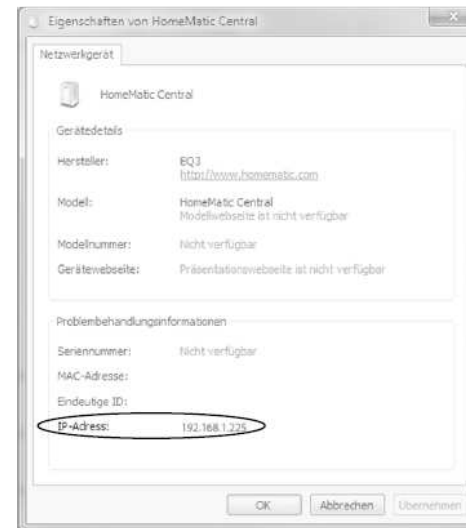 Eigenschaften von HomeMatic Central
Netzwerkgerät
HomeMatic Central
Gerätedetails
Hersteller: EQ3
http://www.homematic.com
Modell: HomeMatic Central
Modellwebseite ist nicht verfügbar
Modellnummer: Nicht verfügbar
Gerätewebseite: Präsentationswebseite ist nicht verfügbar
Problembehandlungsinformationen
Seriennummer: Nicht verfügbar
MAC-Adresse:
Eindeutige ID:
IP-Adress: 192.168.1.225
OK Abbrechen Übernehmen